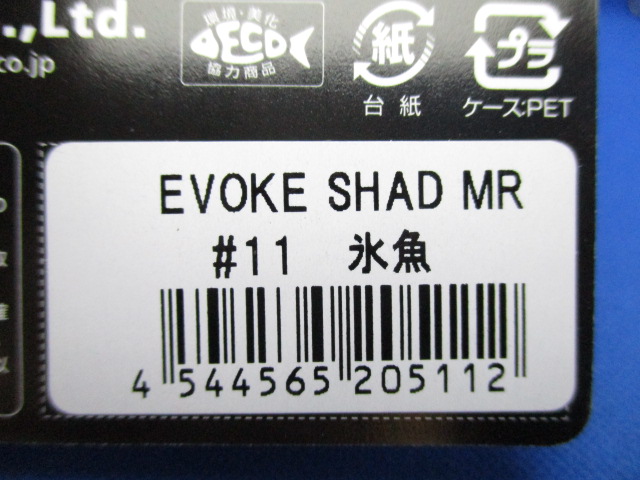 .,Ltd.
co.jp
環境・美化
ECO
協力商品
紙
台紙
プラ
ケース:PET
EVOKE SHAD MR
#11 氷魚
4 544565 205112